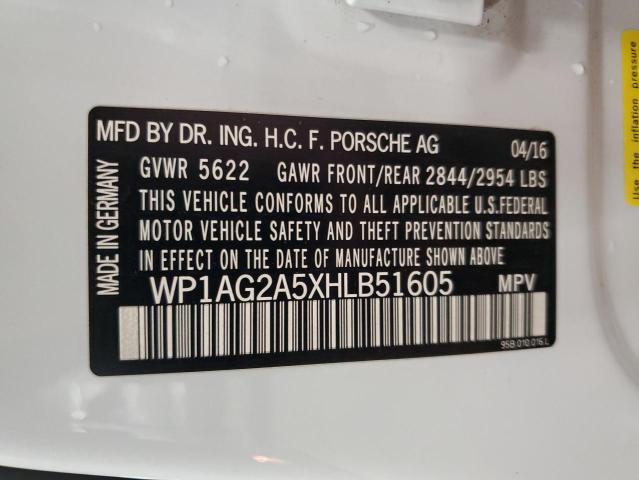 MFD BY DR. ING. H.C. F. PORSCHE AG 04/16
GVWR 5622 GAWR FRONT/REAR 2844/2954 LBS
THIS VEHICLE CONFORMS TO ALL APPLICABLE U.S.FEDERAL
MOTOR VEHICLE SAFETY AND THEFT PREVENTION STANDARDS
IN EFFECT ON THE DATE OF MANUFACTURE SHOWN ABOVE.
WP1AG2A5XHLB51605 MPV
95B.010.016.L
MADE IN GERMANY
Use the inflation pressure